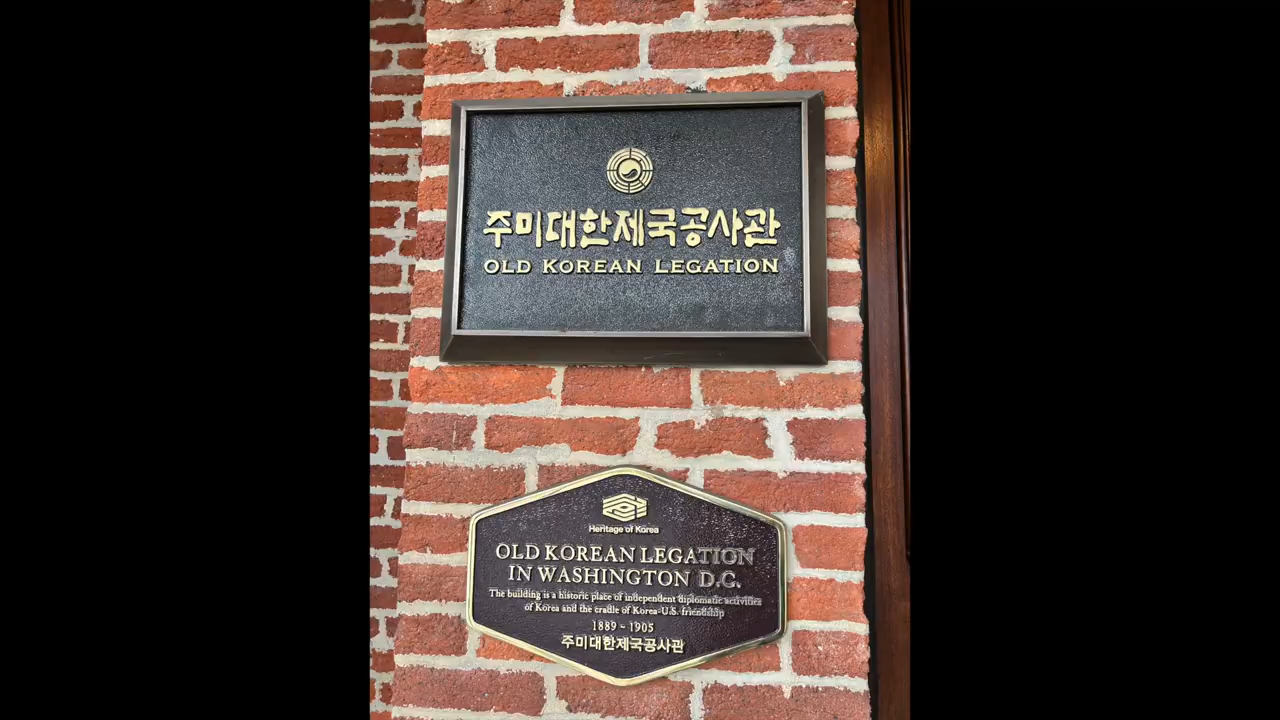 주미대한제국공사관
OLD KOREAN LEGATION
Heritage of Korea
OLD KOREAN LEGATION
IN WASHINGTON D.C.
The building is a historic place of independent diplomatic activities
of Korea and the cradle of Korea-U.S. friendship
1889 - 1905
주미대한제국공사관